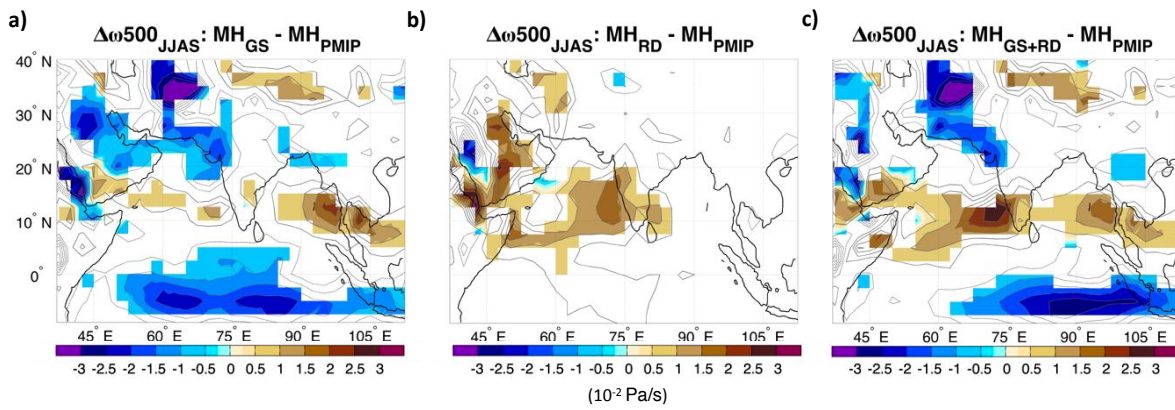 a)
Δω500JJAS: MHGS - MHPMIP
40° N
30° N
20° N
10° N
0°
45° E 60° E 75° E 90° E 105° E
-3 -2.5 -2 -1.5 -1 -0.5 0 0.5 1 1.5 2 2.5 3
b)
Δω500JJAS: MHRD - MHPMIP
45° E 60° E 75° E 90° E 105° E
-3 -2.5 -2 -1.5 -1 -0.5 0 0.5 1 1.5 2 2.5 3
(10-2 Pa/s)
c)
Δω500JJAS: MHGS+RD - MHPMIP
45° E 60° E 75° E 90° E 105° E
-3 -2.5 -2 -1.5 -1 -0.5 0 0.5 1 1.5 2 2.5 3